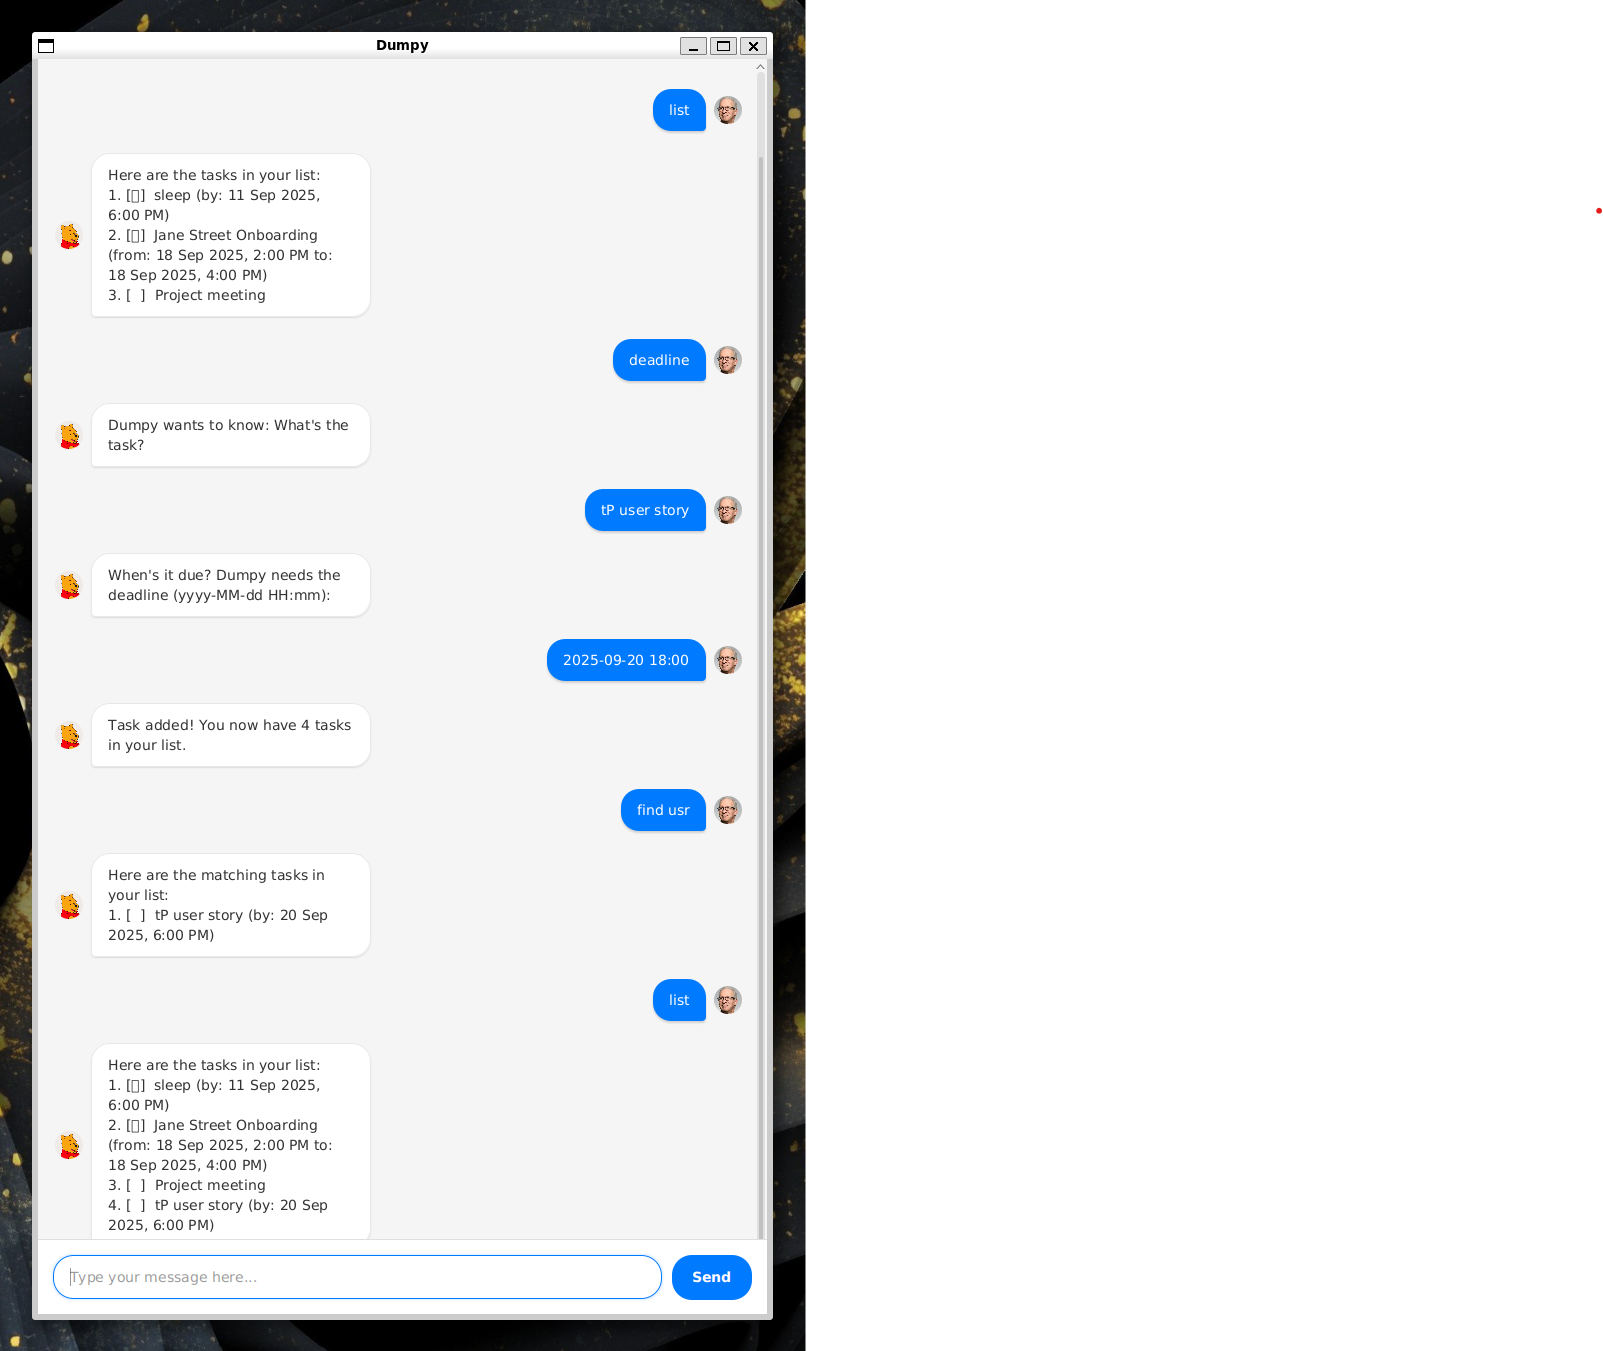 Dumpy
list
Here are the tasks in your list:
1. [▯]  sleep (by: 11 Sep 2025,
6:00 PM)
2. [▯]  Jane Street Onboarding
(from: 18 Sep 2025, 2:00 PM to:
18 Sep 2025, 4:00 PM)
3. [  ]  Project meeting
deadline
Dumpy wants to know: What's the
task?
tP user story
When's it due? Dumpy needs the
deadline (yyyy-MM-dd HH:mm):
2025-09-20 18:00
Task added! You now have 4 tasks
in your list.
find usr
Here are the matching tasks in
your list:
1. [  ]  tP user story (by: 20 Sep
2025, 6:00 PM)
list
Here are the tasks in your list:
1. [▯]  sleep (by: 11 Sep 2025,
6:00 PM)
2. [▯]  Jane Street Onboarding
(from: 18 Sep 2025, 2:00 PM to:
18 Sep 2025, 4:00 PM)
3. [  ]  Project meeting
4. [  ]  tP user story (by: 20 Sep
2025, 6:00 PM)
Type your message here...
Send